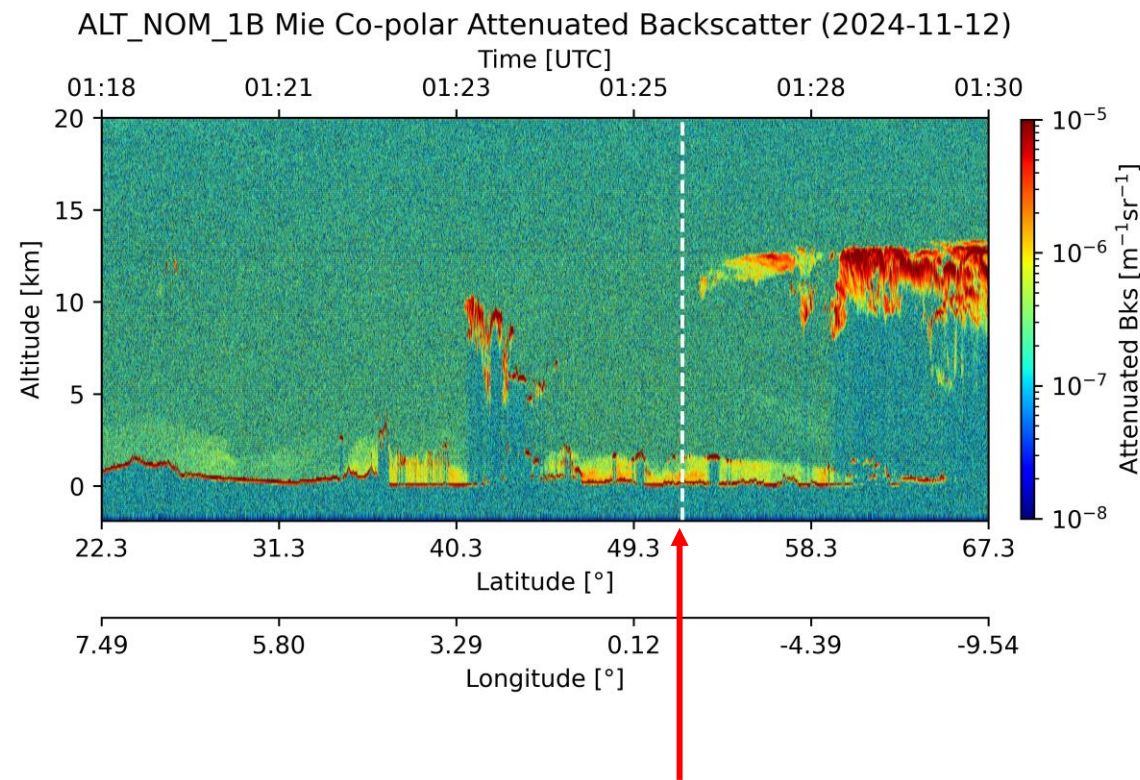 ALT_NOM_1B Mie Co-polar Attenuated Backscatter (2024-11-12)
Time [UTC]
01:18 01:21 01:23 01:25 01:28 01:30
20
15
10
5
0
Altitude [km]
22.3 31.3 40.3 49.3 58.3 67.3
Latitude [°]
7.49 5.80 3.29 0.12 -4.39 -9.54
Longitude [°]
10⁻⁵
10⁻⁶
10⁻⁷
10⁻⁸
Attenuated Bks [m⁻¹sr⁻¹]